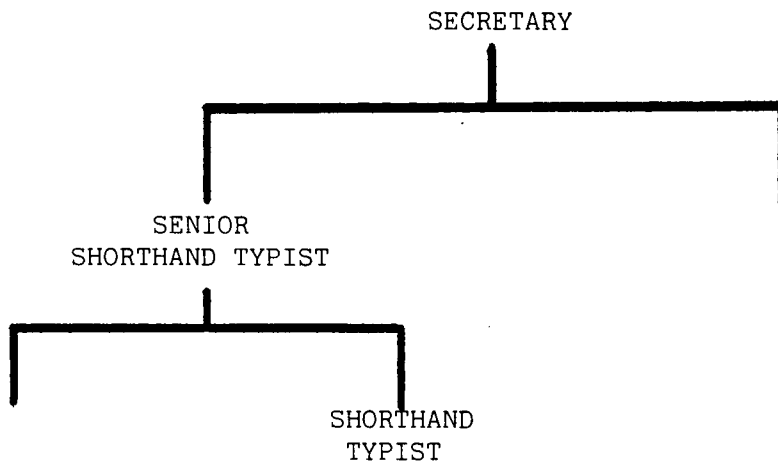 SECRETARY
SENIOR
SHORTHAND TYPIST
SHORTHAND
TYPIST